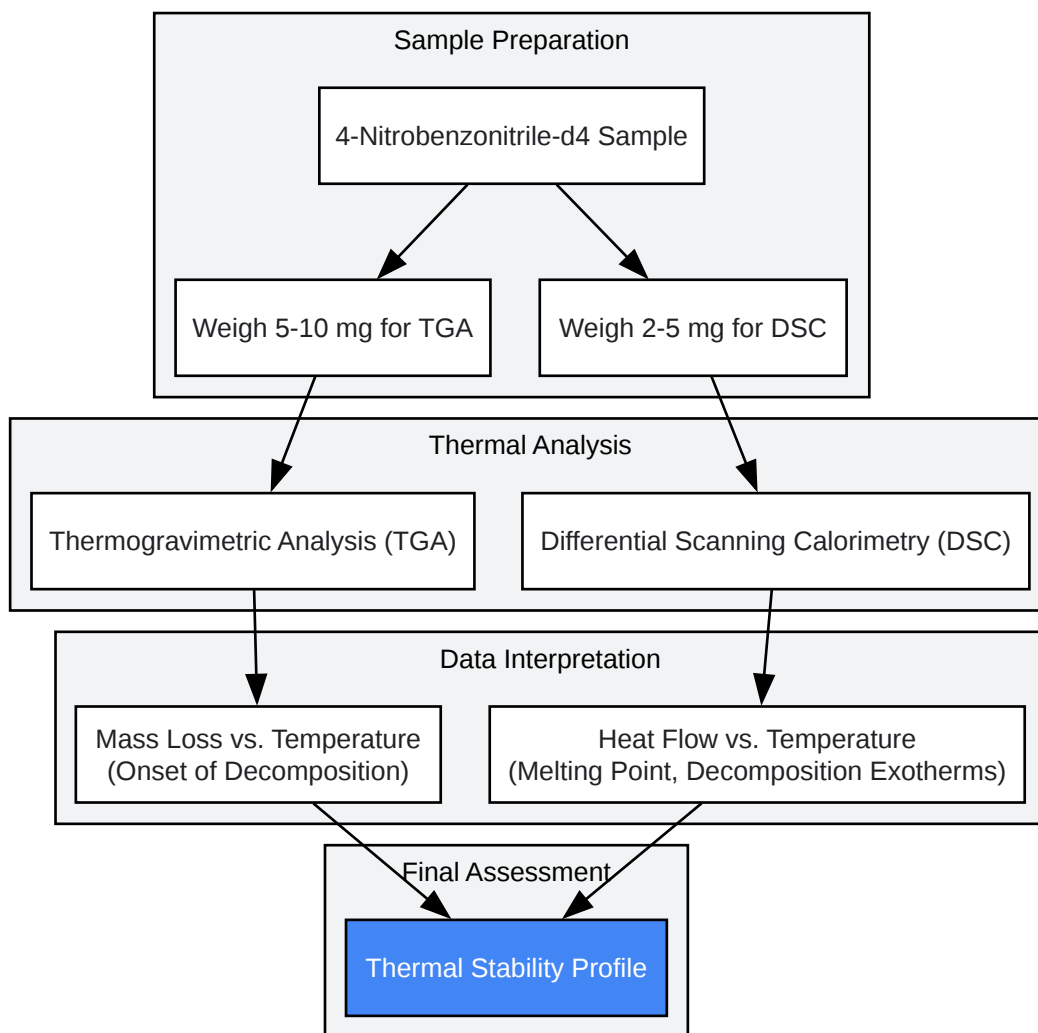 Sample Preparation
4-Nitrobenzonitrile-d4 Sample
Weigh 5-10 mg for TGA
Weigh 2-5 mg for DSC
Thermal Analysis
Thermogravimetric Analysis (TGA)
Differential Scanning Calorimetry (DSC)
Data Interpretation
Mass Loss vs. Temperature
(Onset of Decomposition)
Heat Flow vs. Temperature
(Melting Point, Decomposition Exotherms)
Final Assessment
Thermal Stability Profile